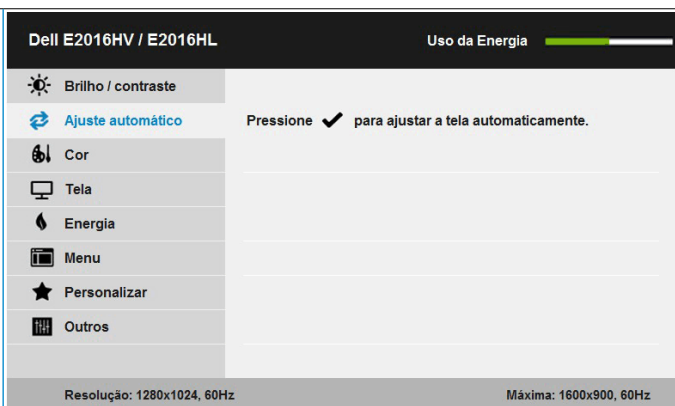 Dell E2016HV / E2016HL
Uso da Energia
Brilho / contraste
Ajuste automático
Pressione ✔ para ajustar a tela automaticamente.
Cor
Tela
Energia
Menu
Personalizar
Outros
Resolução: 1280x1024, 60Hz
Máxima: 1600x900, 60Hz